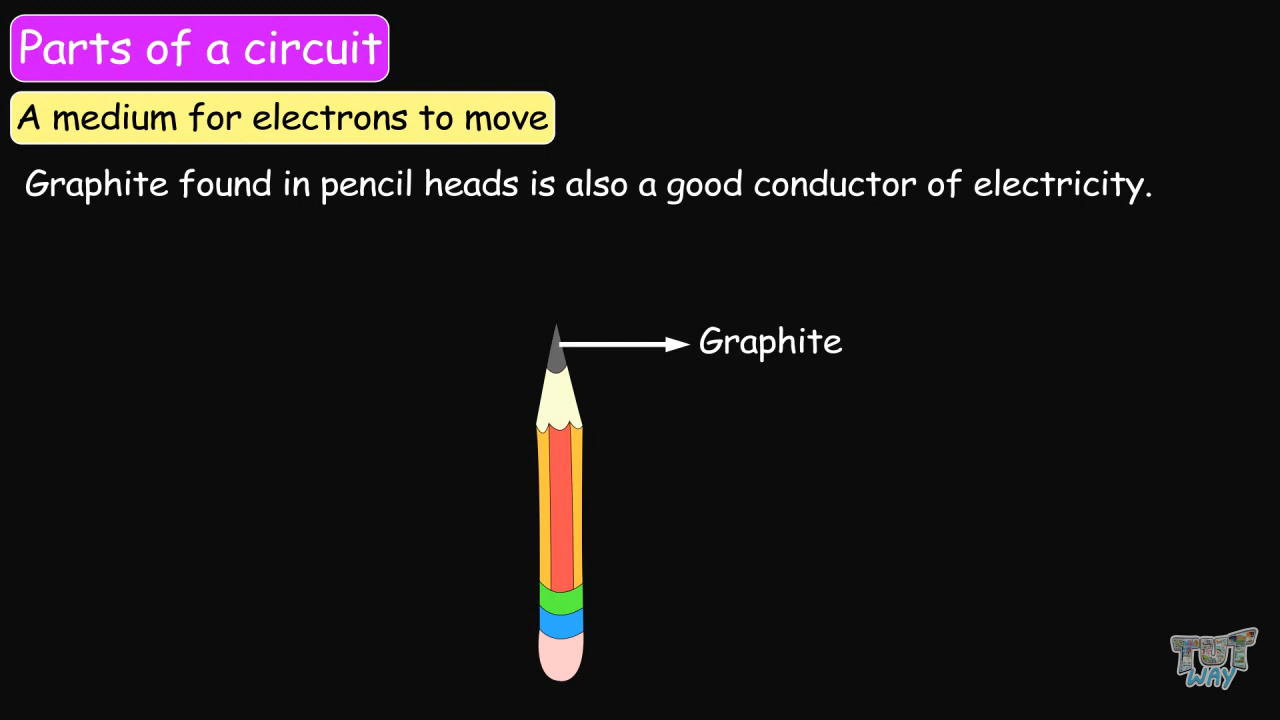 Parts of a circuit
A medium for electrons to move
Graphite found in pencil heads is also a good conductor of electricity.
Graphite
TUT
WAY